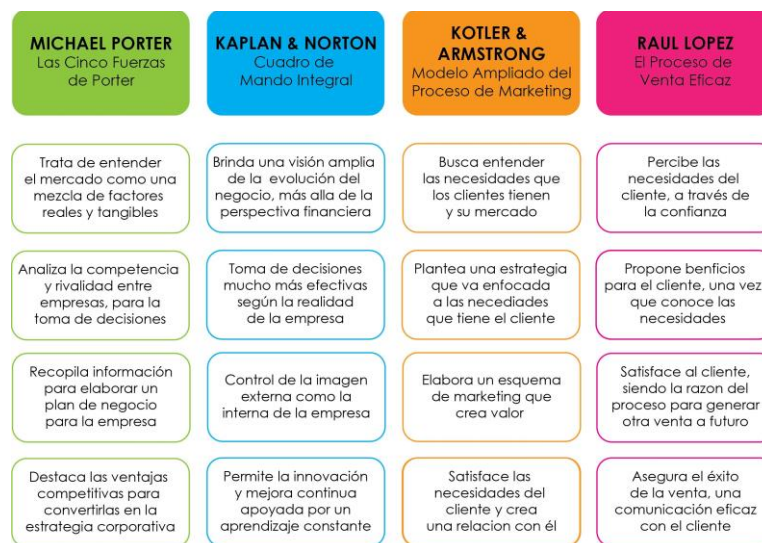 MICHAEL PORTER
Las Cinco Fuerzas
de Porter
Trata de entender
el mercado como una
mezcla de factores
reales y tangibles
Analiza la competencia
y rivalidad entre
empresas, para la
toma de decisiones
Recopila información
para elaborar un
plan de negocio
para la empresa
Destaca las ventajas
competitivas para
convertirlas en la
estrategia corporativa
KAPLAN & NORTON
Cuadro de
Mando Integral
Brinda una visión amplia
de la evolución del
negocio, más alla de la
perspectiva financiera
Toma de decisiones
mucho más efectivas
según la realidad
de la empresa
Control de la imagen
externa como la
interna de la empresa
Permite la innovación
y mejora continua
apoyada por un
aprendizaje constante
KOTLER &
ARMSTRONG
Modelo Ampliado del
Proceso de Marketing
Busca entender
las necesidades que
los clientes tienen
y su mercado
Plantea una estrategia
que va enfocada
a las necediades
que tiene el cliente
Elabora un esquema
de marketing que
crea valor
Satisface las
necesidades del
cliente y crea
una relacion con él
RAUL LOPEZ
El Proceso de
Venta Eficaz
Percibe las
necesidades del
cliente, a través de
la confianza
Propone benficios
para el cliente, una vez
que conoce las
necesidades
Satisface al cliente,
siendo la razon del
proceso para generar
otra venta a futuro
Asegura el éxito
de la venta, una
comunicación eficaz
con el cliente